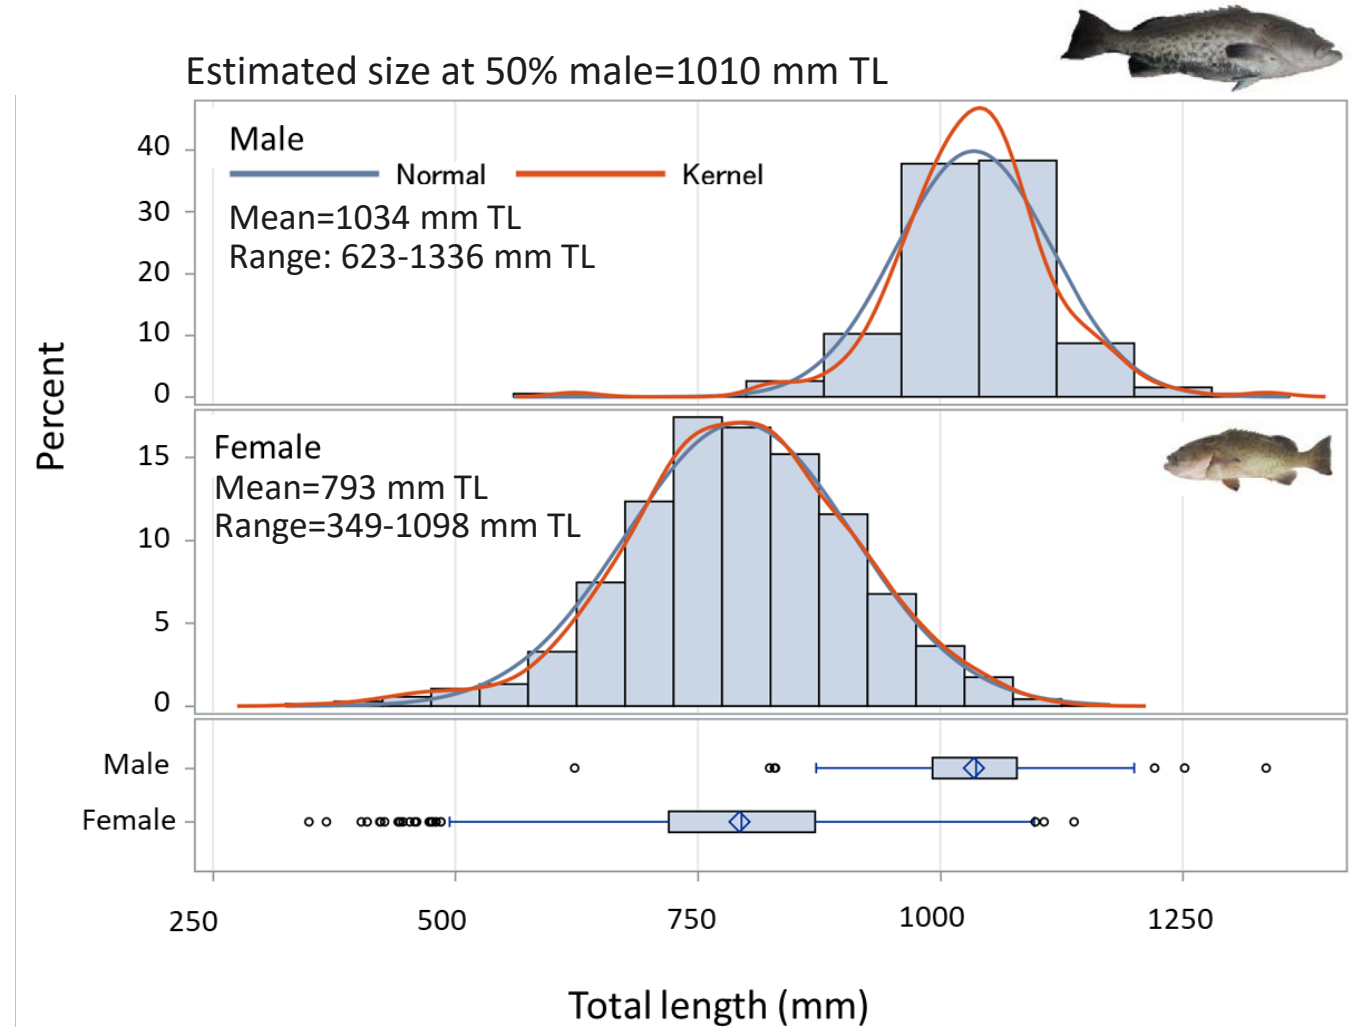 Estimated size at 50% male=1010 mm TL
Male
Normal
Kernel
Mean=1034 mm TL
Range: 623-1336 mm TL
40
30
20
10
0
Percent
Female
Mean=793 mm TL
Range=349-1098 mm TL
15
10
5
0
Male
Female
250 500 750 1000 1250
Total length (mm)